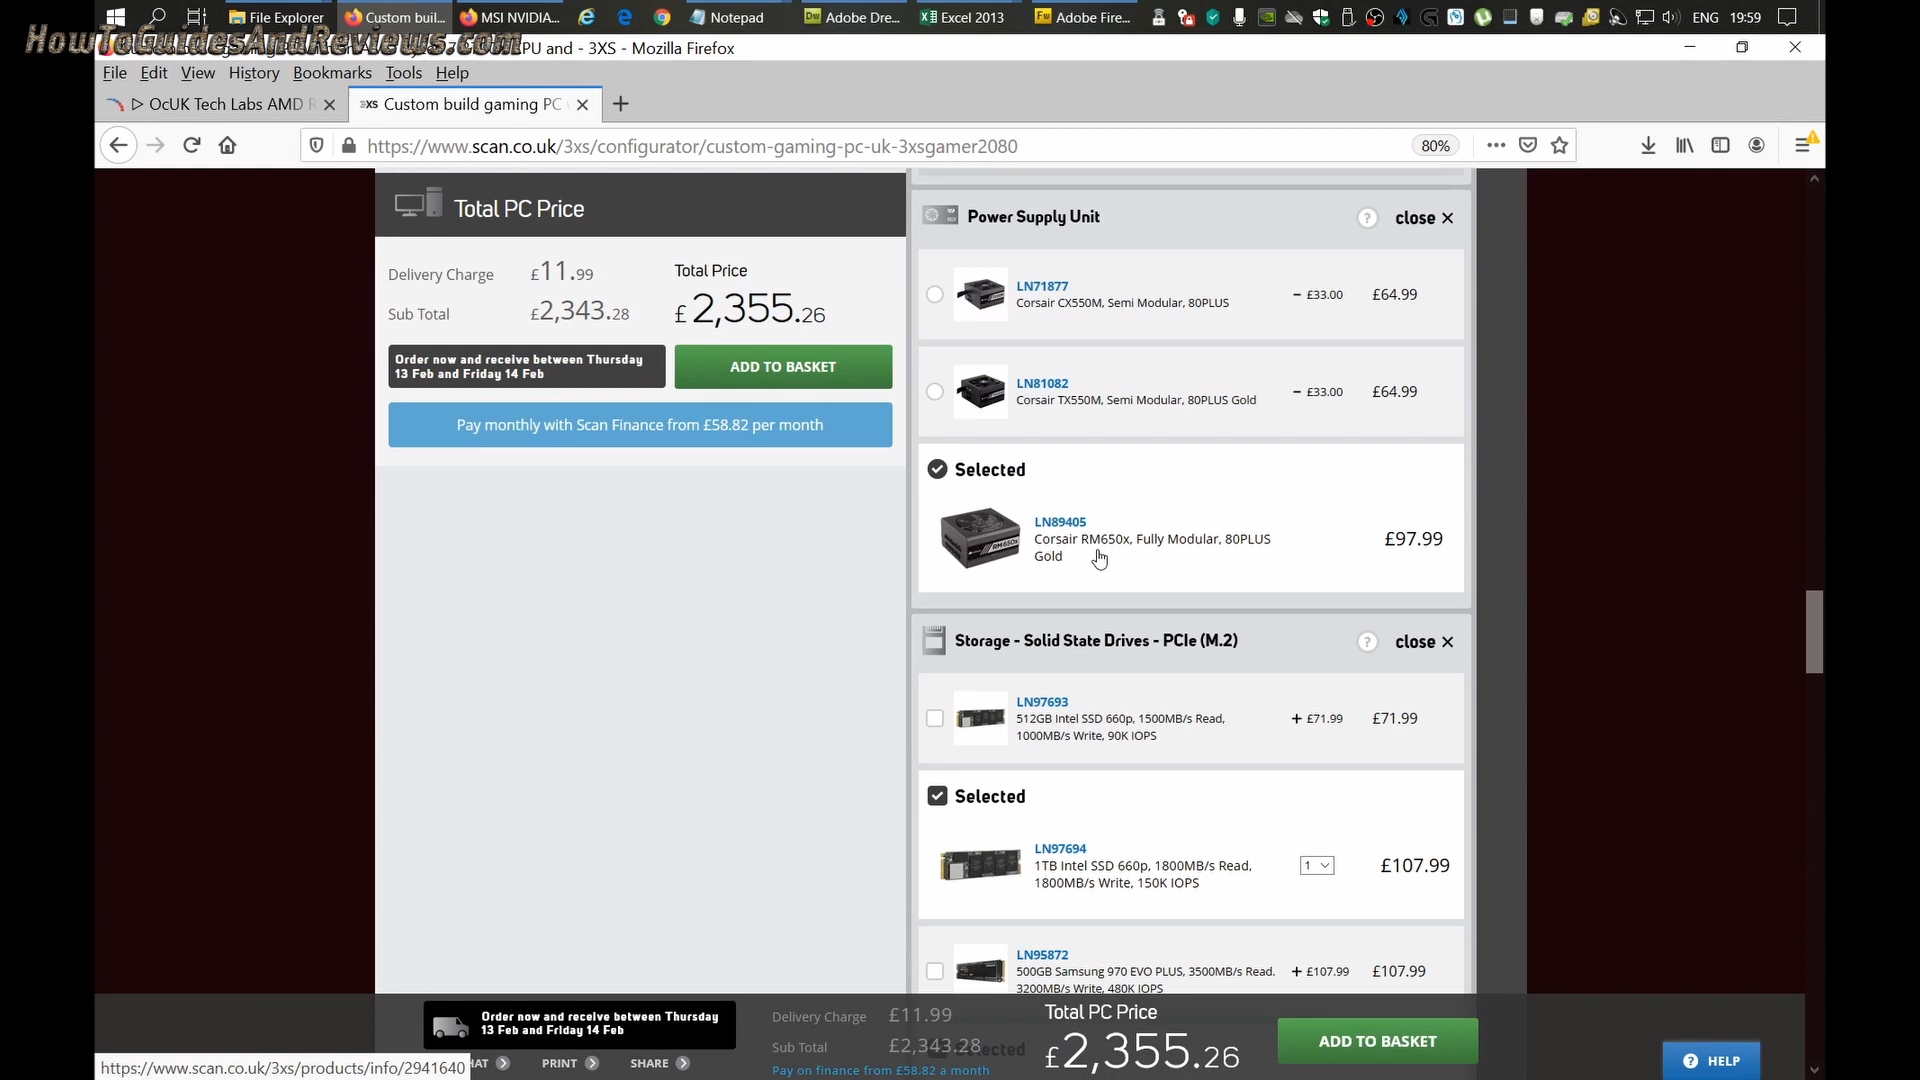 File Explorer
Custom buil...
MSI NVIDIA...
Notepad
Adobe Dre...
Excel 2013
Adobe Fire...
ENG
19:59
HowToGuidesAndReviews.com
PU and - 3XS - Mozilla Firefox
File Edit View History Bookmarks Tools Help
OcUK Tech Labs AMD R
3XS Custom build gaming PC
https://www.scan.co.uk/3xs/configurator/custom-gaming-pc-uk-3xsgamer2080
80%
Total PC Price
Delivery Charge £11.99
Sub Total £2,343.28
Total Price
£2,355.26
Order now and receive between Thursday
13 Feb and Friday 14 Feb
ADD TO BASKET
Pay monthly with Scan Finance from £58.82 per month
Power Supply Unit ? close ×
LN71877
Corsair CX550M, Semi Modular, 80PLUS
- £33.00 £64.99
LN81082
Corsair TX550M, Semi Modular, 80PLUS Gold
- £33.00 £64.99
Selected
RM650x
LN89405
Corsair RM650x, Fully Modular, 80PLUS
Gold
£97.99
Storage - Solid State Drives - PCIe (M.2) ? close ×
LN97693
512GB Intel SSD 660p, 1500MB/s Read,
1000MB/s Write, 90K IOPS
+ £71.99 £71.99
Selected
LN97694
1TB Intel SSD 660p, 1800MB/s Read,
1800MB/s Write, 150K IOPS
1 £107.99
LN95872
500GB Samsung 970 EVO PLUS, 3500MB/s Read.
3200MB/s Write, 480K IOPS
+ £107.99 £107.99
Order now and receive between Thursday
13 Feb and Friday 14 Feb
HAT PRINT SHARE
Delivery Charge £11.99
Sub Total £2,343.28
Pay on finance from £58.82 a month
Selected
Total PC Price
£2,355.26
ADD TO BASKET
? HELP
https://www.scan.co.uk/3xs/products/info/2941640